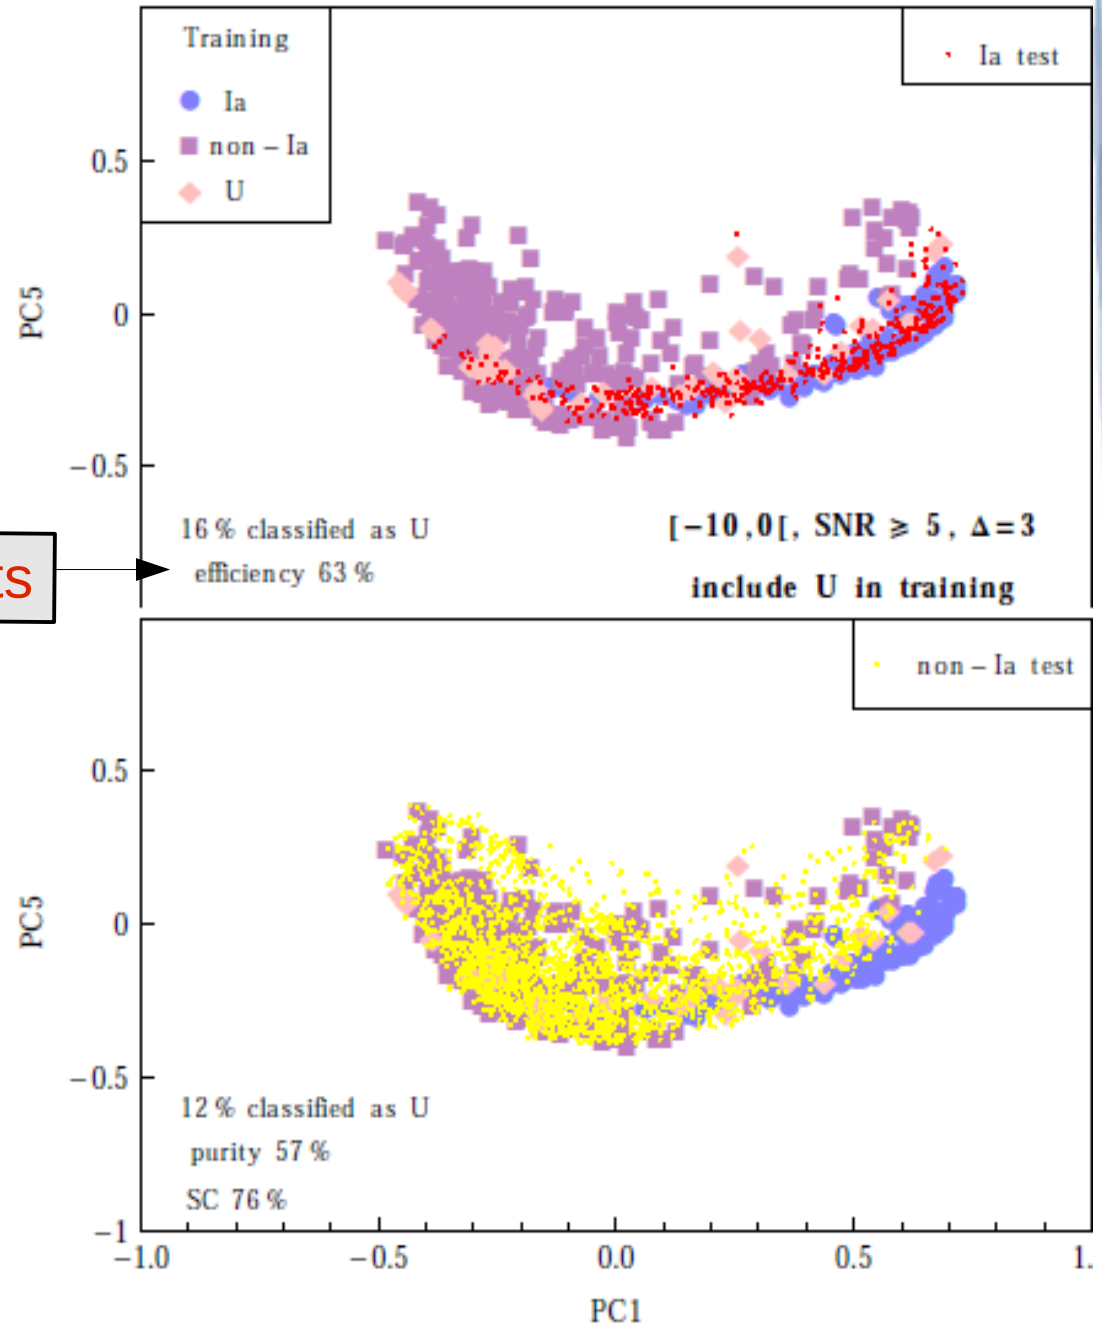 Training
Ia
non – Ia
U
Ia test
0.5
0
−0.5
PC5
16 % classified as U
efficiency 63 %
[−10 ,0[, SNR ⩾ 5 , Δ = 3
include U in training
non – Ia test
0.5
0
−0.5
−1
PC5
12 % classified as U
purity 57 %
SC 76 %
−1.0
−0.5
0.0
0.5
1.
PC1